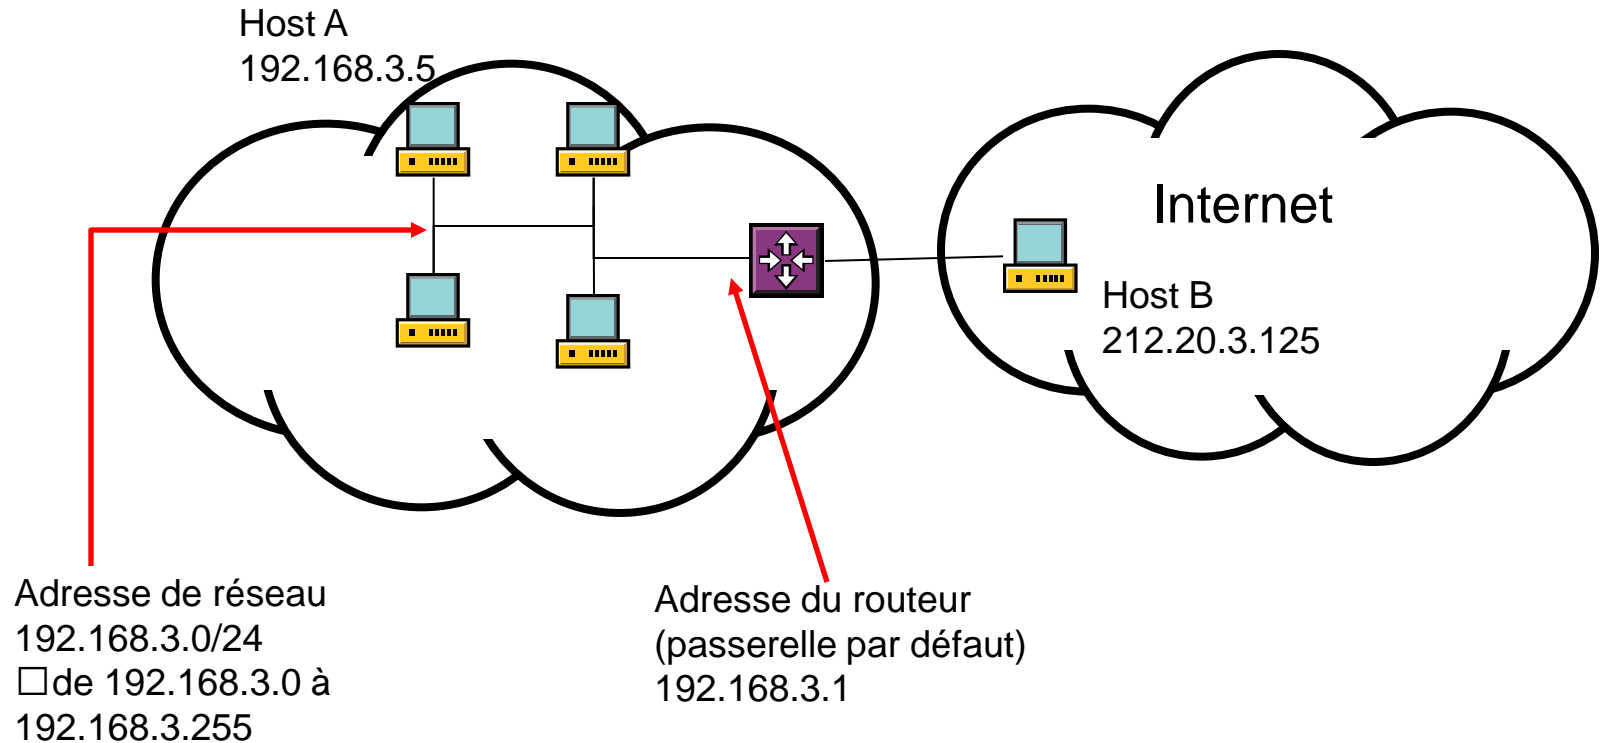 Host A
192.168.3.5
Internet
Host B
212.20.3.125
Adresse de réseau
192.168.3.0/24
□de 192.168.3.0 à
192.168.3.255
Adresse du routeur
(passerelle par défaut)
192.168.3.1